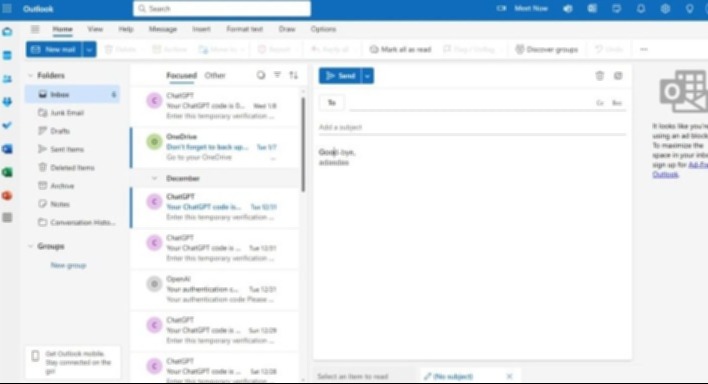 Outlook
Search
Meet Now
Home View Help Message Insert Format text Draw Options
New mail Delete Archive Move to Report Reply all Mark all as read Flag / Unflag Discover groups Undo
Folders
Inbox 6
Junk Email
Drafts
Sent Items
Deleted Items
Archive
Notes
Conversation Histo...
Groups
New group
Get Outlook mobile.
Stay connected on the
go!
Focused Other
ChatGPT
Your ChatGPT code is 0... Wed 1/8
Enter this temporary verification ...
OneDrive
Don't forget to back up... Tue 1/7
Go to your OneDrive ...
December
ChatGPT
Your ChatGPT code is... Tue 12/31
Enter this temporary verification ...
ChatGPT
Your ChatGPT code is ... Tue 12/31
Enter this temporary verification ...
OpenAI
Your authentication c... Tue 12/31
Your authentication code Please ...
ChatGPT
Your ChatGPT code is ... Sun 12/29
Enter this temporary verification ...
ChatGPT
Your ChatGPT code is ... Sat 12/28
Enter this temporary verification ...
Send
To
Cc Bcc
Add a subject
Good-bye,
Select an item to read
(No subject)
It looks like you're
using an ad block
To maximize the
space in your inbo
sign up for Ad-Fre
Outlook.